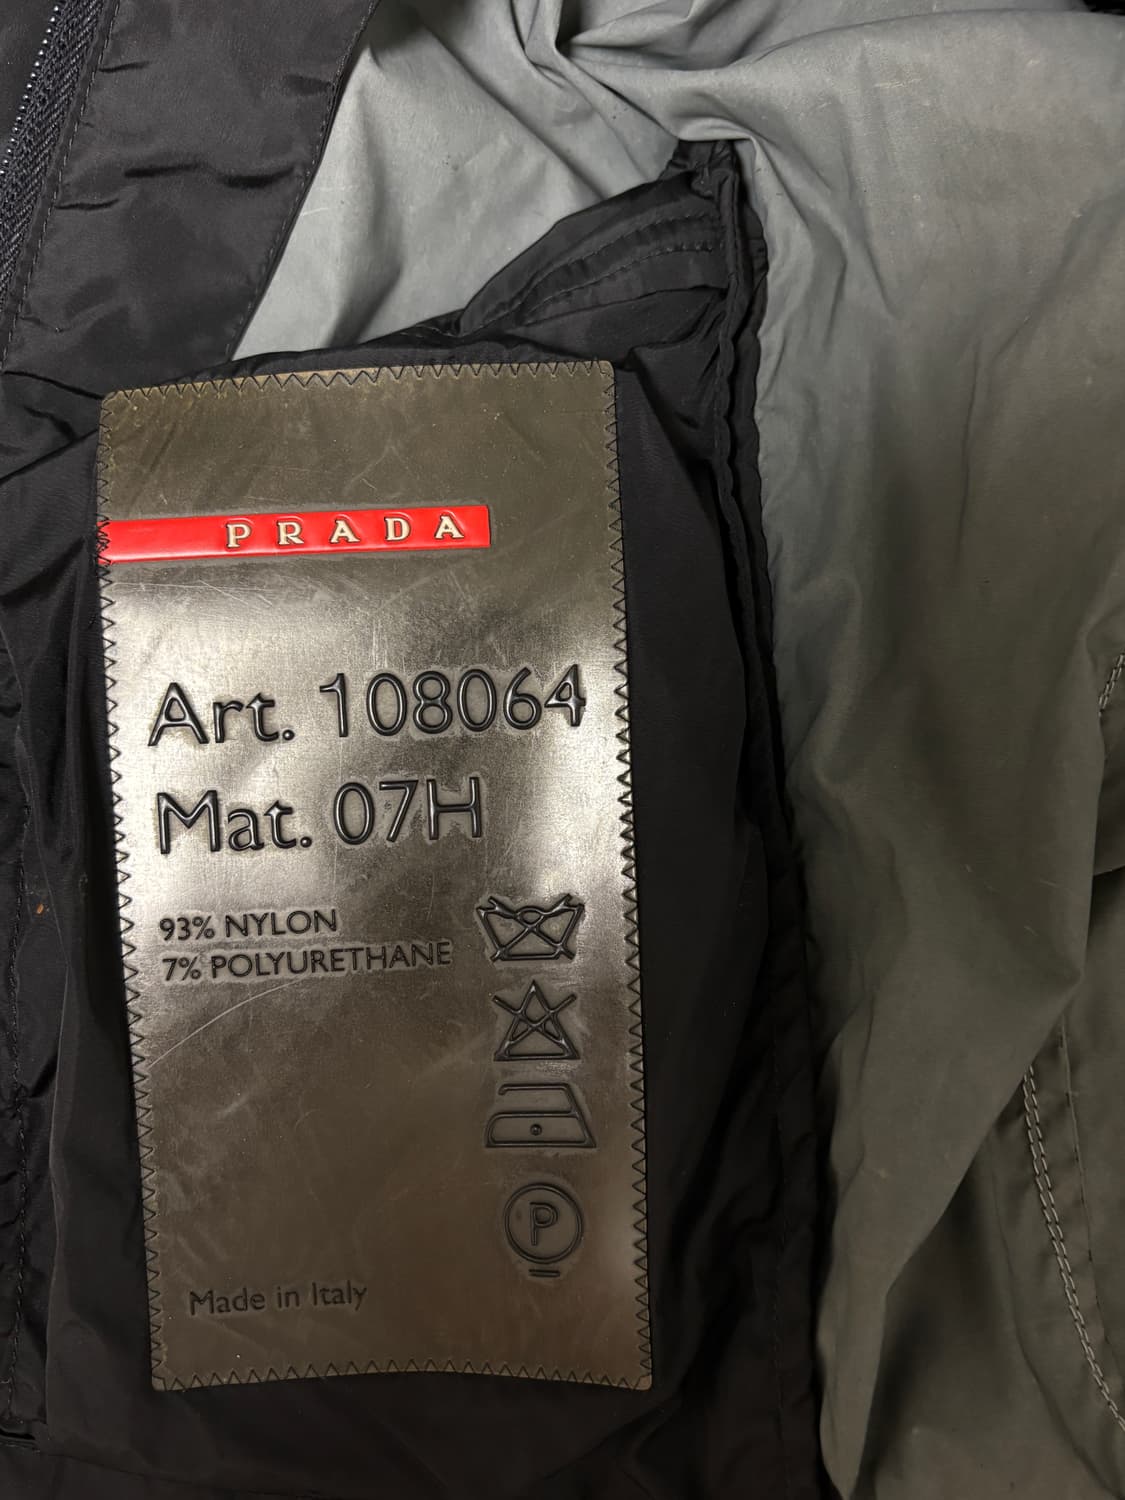 PRADA
Art. 108064
Mat. 07H
93% NYLON
7% POLYURETHANE
P
Made in Italy